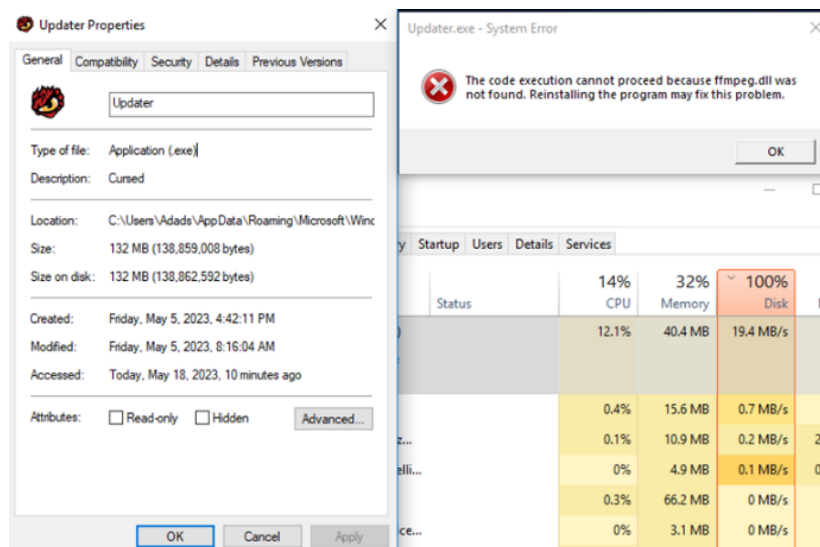 Updater Properties
General Compatibility Security Details Previous Versions
Updater
Type of file: Application (.exe)
Description: Cursed
Location: C:\Users\Adads\AppData\Roaming\Microsoft\Winc
Size: 132 MB (138,859,008 bytes)
Size on disk: 132 MB (138,862,592 bytes)
Created: Friday, May 5, 2023, 4:42:11 PM
Modified: Friday, May 5, 2023, 8:16:04 AM
Accessed: Today, May 18, 2023, 10 minutes ago
Attributes: Read-only Hidden Advanced...
OK Cancel Apply
Updater.exe - System Error
The code execution cannot proceed because ffmpeg.dll was
not found. Reinstalling the program may fix this problem.
OK
y Startup Users Details Services
14% 32% 100%
Status CPU Memory Disk
) 12.1% 40.4 MB 19.4 MB/s
0.4% 15.6 MB 0.7 MB/s
z... 0.1% 10.9 MB 0.2 MB/s 2
elli... 0% 4.9 MB 0.1 MB/s 0
0.3% 66.2 MB 0 MB/s
ce... 0% 3.1 MB 0 MB/s